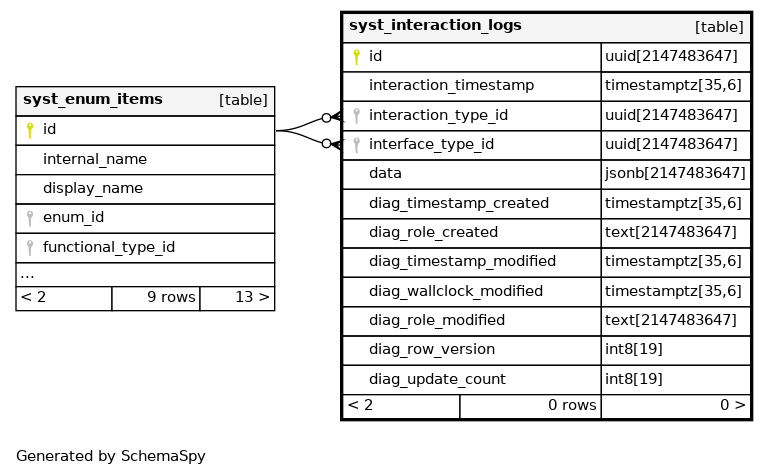 syst_enum_items [table]
id
internal_name
display_name
enum_id
functional_type_id
...
< 2 9 rows 13 >
syst_interaction_logs [table]
id uuid[2147483647]
interaction_timestamp timestamptz[35,6]
interaction_type_id uuid[2147483647]
interface_type_id uuid[2147483647]
data jsonb[2147483647]
diag_timestamp_created timestamptz[35,6]
diag_role_created text[2147483647]
diag_timestamp_modified timestamptz[35,6]
diag_wallclock_modified timestamptz[35,6]
diag_role_modified text[2147483647]
diag_row_version int8[19]
diag_update_count int8[19]
< 2 0 rows 0 >
Generated by SchemaSpy